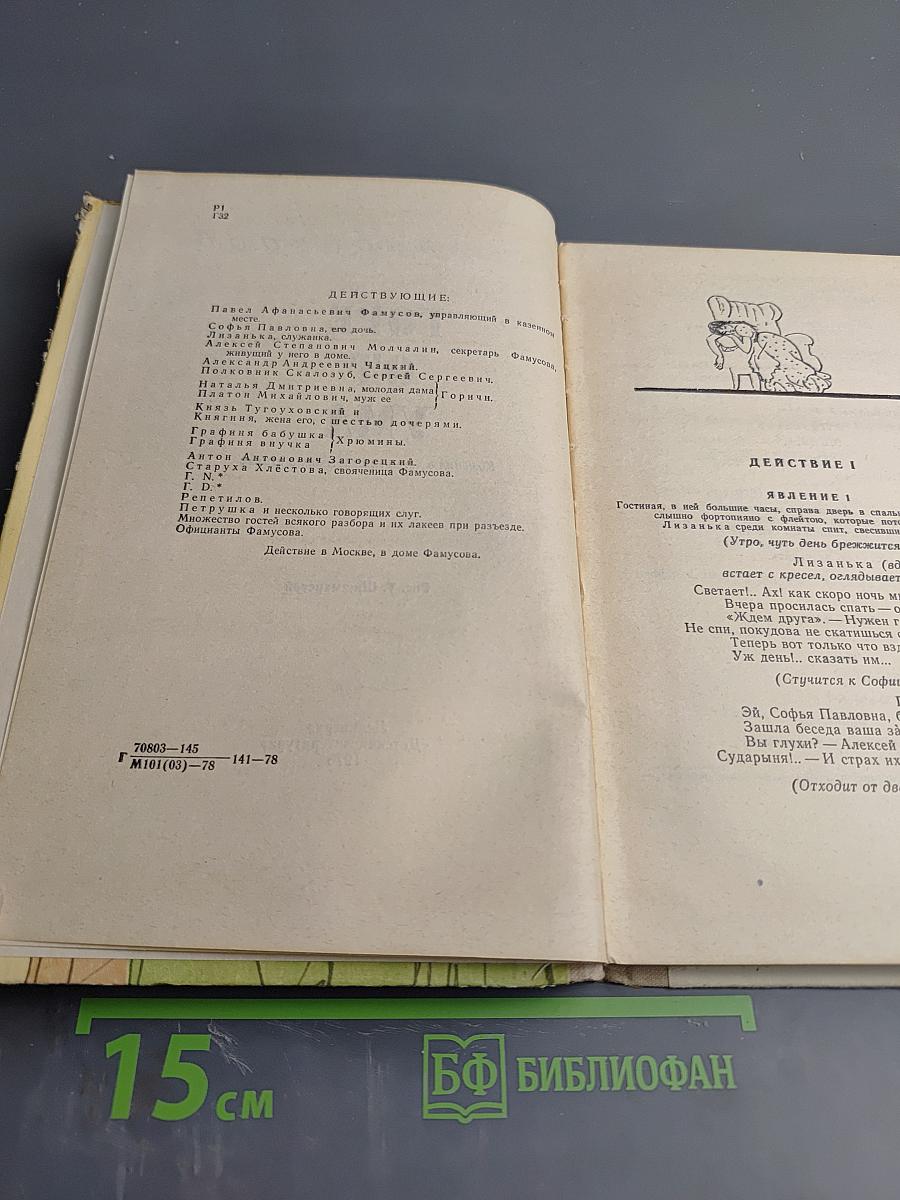 Р1
Г32
ДЕЙСТВУЮЩИЕ:
Павел Афанасьевич Фамусов, управляющий в казенном
месте.
Софья Павловна, его дочь.
Лизанька, служанка.
Алексей Степанович Молчалин, секретарь Фамусова,
живущий у него в доме.
Александр Андреевич Чацкий.
Полковник Скалозуб, Сергей Сергеевич.
Наталья Дмитриевна, молодая дама
Платон Михайлович, муж ее
Горичи.
Князь Тугоуховский и
Княгиня, жена его, с шестью дочерями.
Графиня бабушка
Графиня внучка
Хрюмины.
Антон Антонович Загорецкий.
Старуха Хлёстова, свояченица Фамусова.
Г. N.*
Г. D.*
Репетилов.
Петрушка и несколько говорящих слуг.
Множество гостей всякого разбора и их лакеев при разъезде.
Официанты Фамусова.
Действие в Москве, в доме Фамусова.
Г 70803—145
М101(03)—78 —141—78
ДЕЙСТВИЕ I
ЯВЛЕНИЕ 1
Гостиная, в ней большие часы, справа дверь в спаль
слышно фортопияно с флейтою, которые пот
Лизанька среди комнаты спит, свесивши
(Утро, чуть день брежжится
Лизанька (вд
встает с кресел, оглядывает
Светает!.. Ах! как скоро ночь м
Вчера просилась спать — о
«Ждем друга». — Нужен г
Не спи, покудова не скатишься с
Теперь вот только что взд
Уж день!.. сказать им...
(Стучится к Софи
Эй, Софья Павловна, б
Зашла беседа ваша за
Вы глухи? — Алексей
Сударыня!.. — И страх их
(Отходит от две
15 см
БФ БИБЛИОФАН